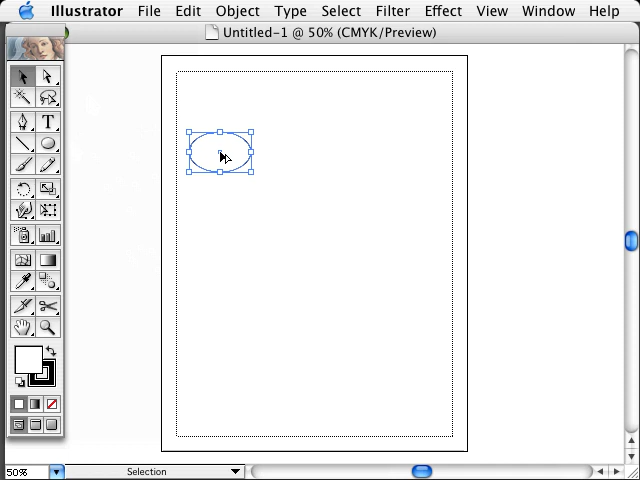 Illustrator File Edit Object Type Select Filter Effect View Window Help
Untitled-1 @ 50% (CMYK/Preview)
T
50% Selection